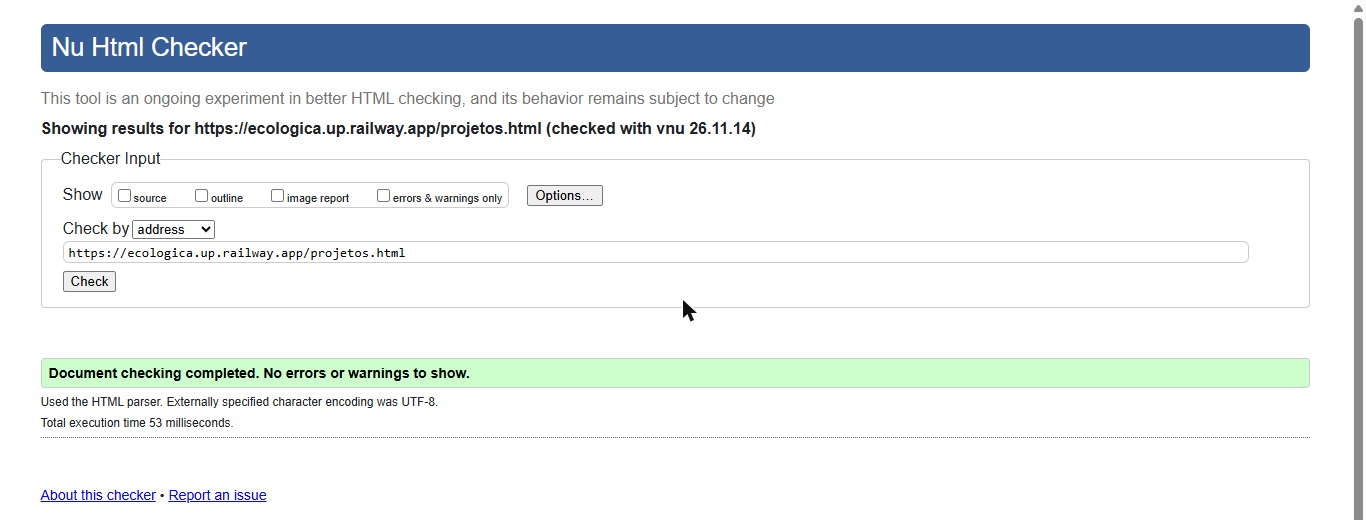 Nu Html Checker
This tool is an ongoing experiment in better HTML checking, and its behavior remains subject to change
Showing results for https://ecologica.up.railway.app/projetos.html (checked with vnu 26.11.14)
Checker Input
Show source outline image report errors & warnings only Options...
Check by address
https://ecologica.up.railway.app/projetos.html
Check
Document checking completed. No errors or warnings to show.
Used the HTML parser. Externally specified character encoding was UTF-8.
Total execution time 53 milliseconds.
About this checker • Report an issue